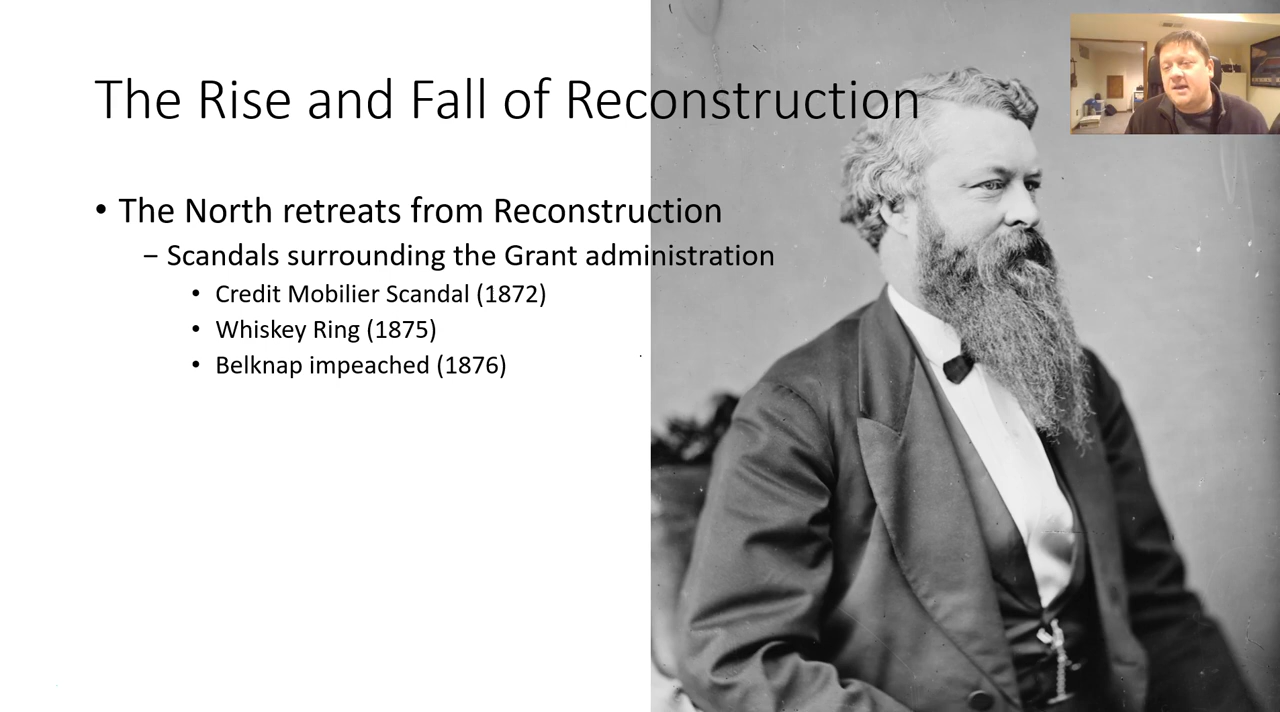 The Rise and Fall of Reconstruction
• The North retreats from Reconstruction
– Scandals surrounding the Grant administration
• Credit Mobilier Scandal (1872)
• Whiskey Ring (1875)
• Belknap impeached (1876)